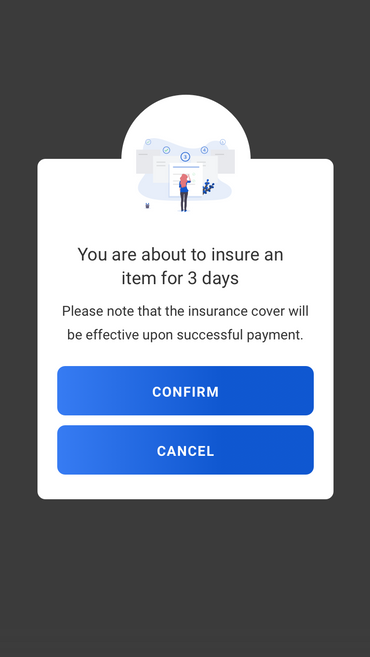 You are about to insure an
item for 3 days
Please note that the insurance cover will
be effective upon successful payment.
CONFIRM
CANCEL